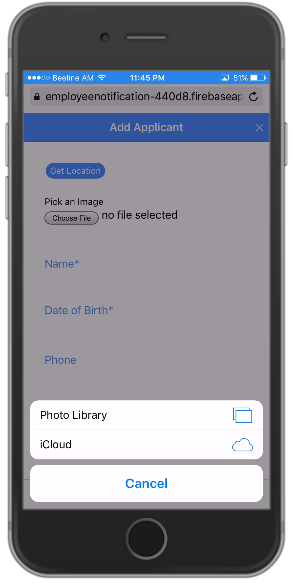 Beeline AM 11:45 PM 51%
employeenotification-440d8.firebaseap
Add Applicant
Get Location
Pick an Image
Choose File no file selected
Name*
Date of Birth*
Phone
Photo Library
iCloud
Cancel